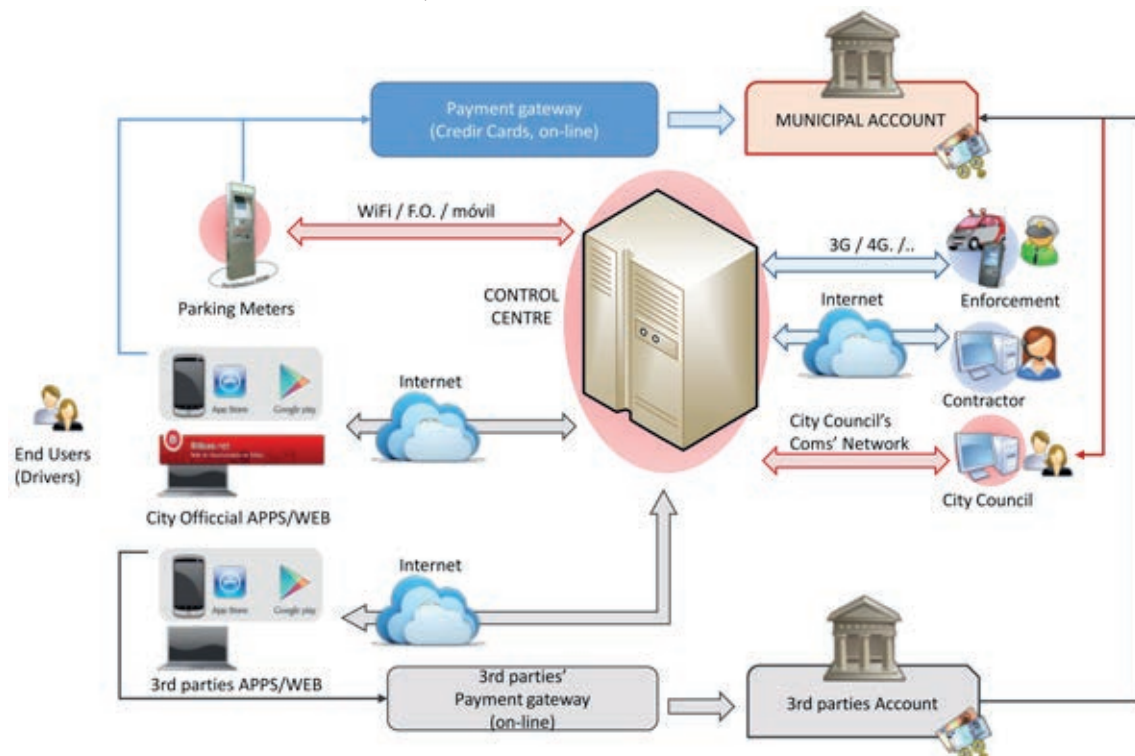 Payment gateway
(Credir Cards, on-line)
MUNICIPAL ACCOUNT
WiFi / F.O. / móvil
3G / 4G. /..
Parking Meters
CONTROL
CENTRE
Internet
Enforcement
Internet
App Store
Google play
Contractor
End Users
(Drivers)
City Council's
Coms' Network
City Officcial APPS/WEB
City Council
Internet
App Store
Google play
3rd parties APPS/WEB
3rd parties'
Payment gateway
(on-line)
3rd parties Account